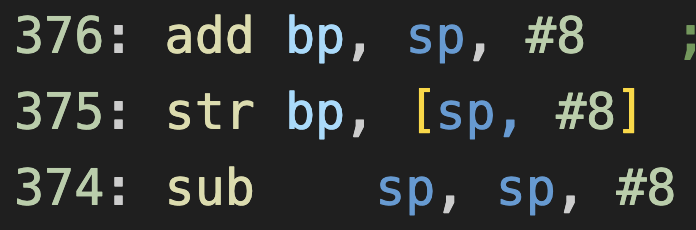 376: add bp, sp, #8 ;
375: str bp, [sp, #8]
374: sub sp, sp, #8